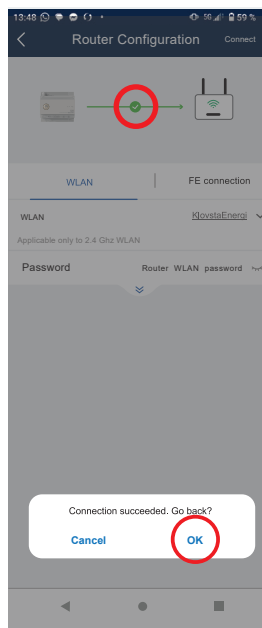 13:48 50 59 %
Router Configuration Connect
WLAN FE connection
WLAN KlovstaEnergi
Applicable only to 2.4 Ghz WLAN
Password Router WLAN password
Connection succeeded. Go back?
Cancel OK